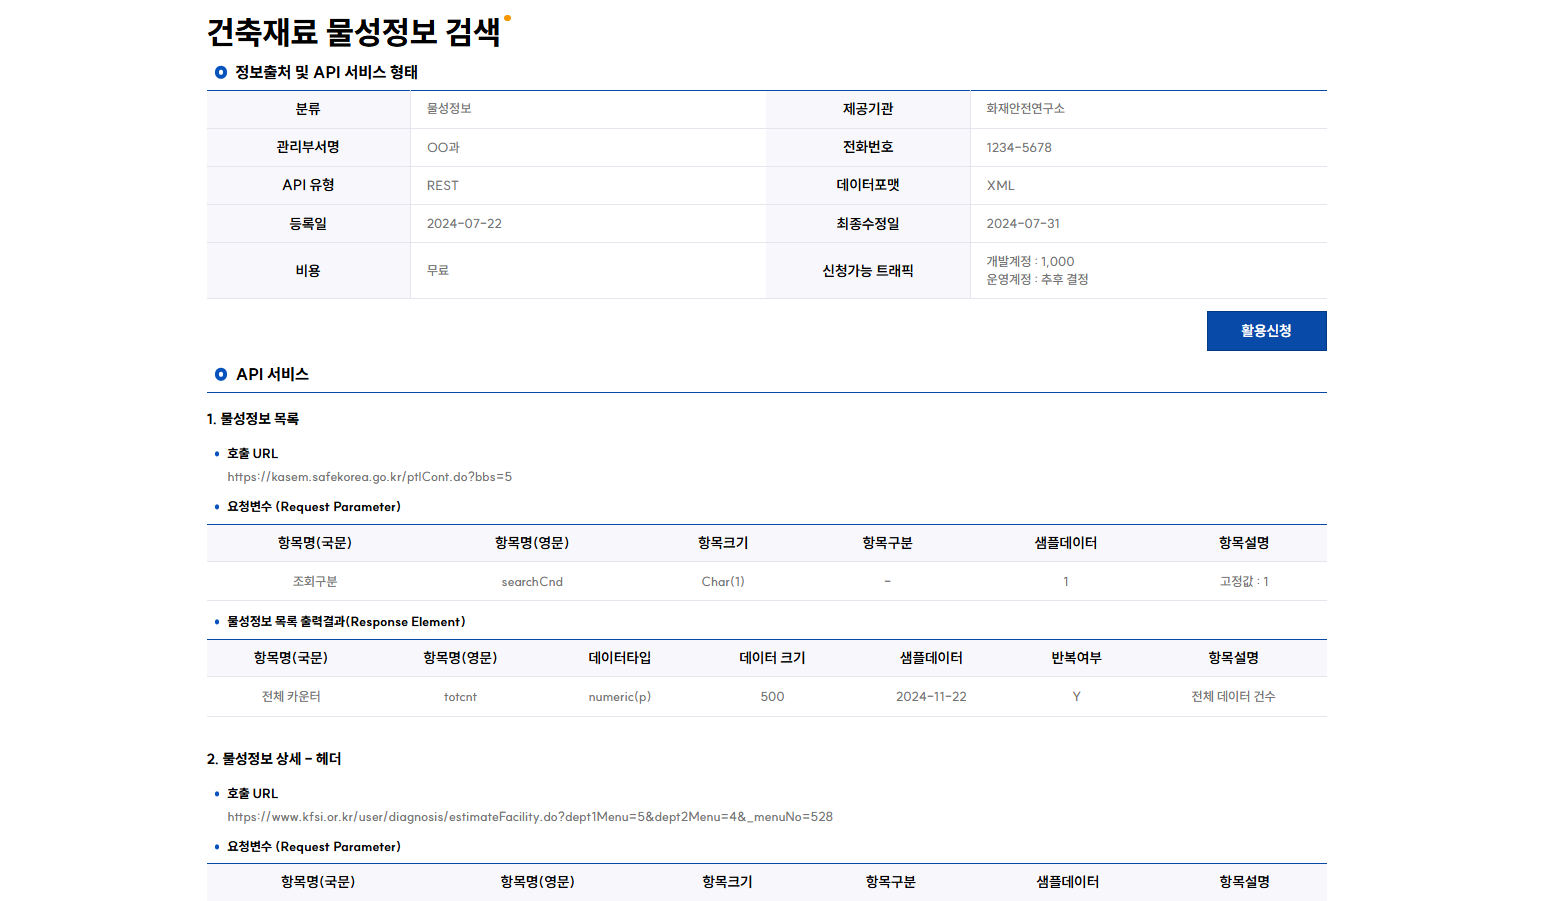 건축재료 물성정보 검색
정보출처 및 API 서비스 형태
분류 물성정보 제공기관 화재안전연구소
관리부서명 OO과 전화번호 1234-5678
API 유형 REST 데이터포맷 XML
등록일 2024-07-22 최종수정일 2024-07-31
비용 무료 신청가능 트래픽 개발계정 : 1,000
운영계정 : 추후 결정
활용신청
API 서비스
1. 물성정보 목록
호출 URL
https://kasem.safekorea.go.kr/ptlCont.do?bbs=5
요청변수 (Request Parameter)
항목명(국문) 항목명(영문) 항목크기 항목구분 샘플데이터 항목설명
조회구분 searchCnd Char(1) - 1 고정값 : 1
물성정보 목록 출력결과(Response Element)
항목명(국문) 항목명(영문) 데이터타입 데이터 크기 샘플데이터 반복여부 항목설명
전체 카운터 totcnt numeric(p) 500 2024-11-22 Y 전체 데이터 건수
2. 물성정보 상세 - 헤더
호출 URL
https://www.kfsi.or.kr/user/diagnosis/estimateFacility.do?dept1Menu=5&dept2Menu=4&_menuNo=528
요청변수 (Request Parameter)
항목명(국문) 항목명(영문) 항목크기 항목구분 샘플데이터 항목설명